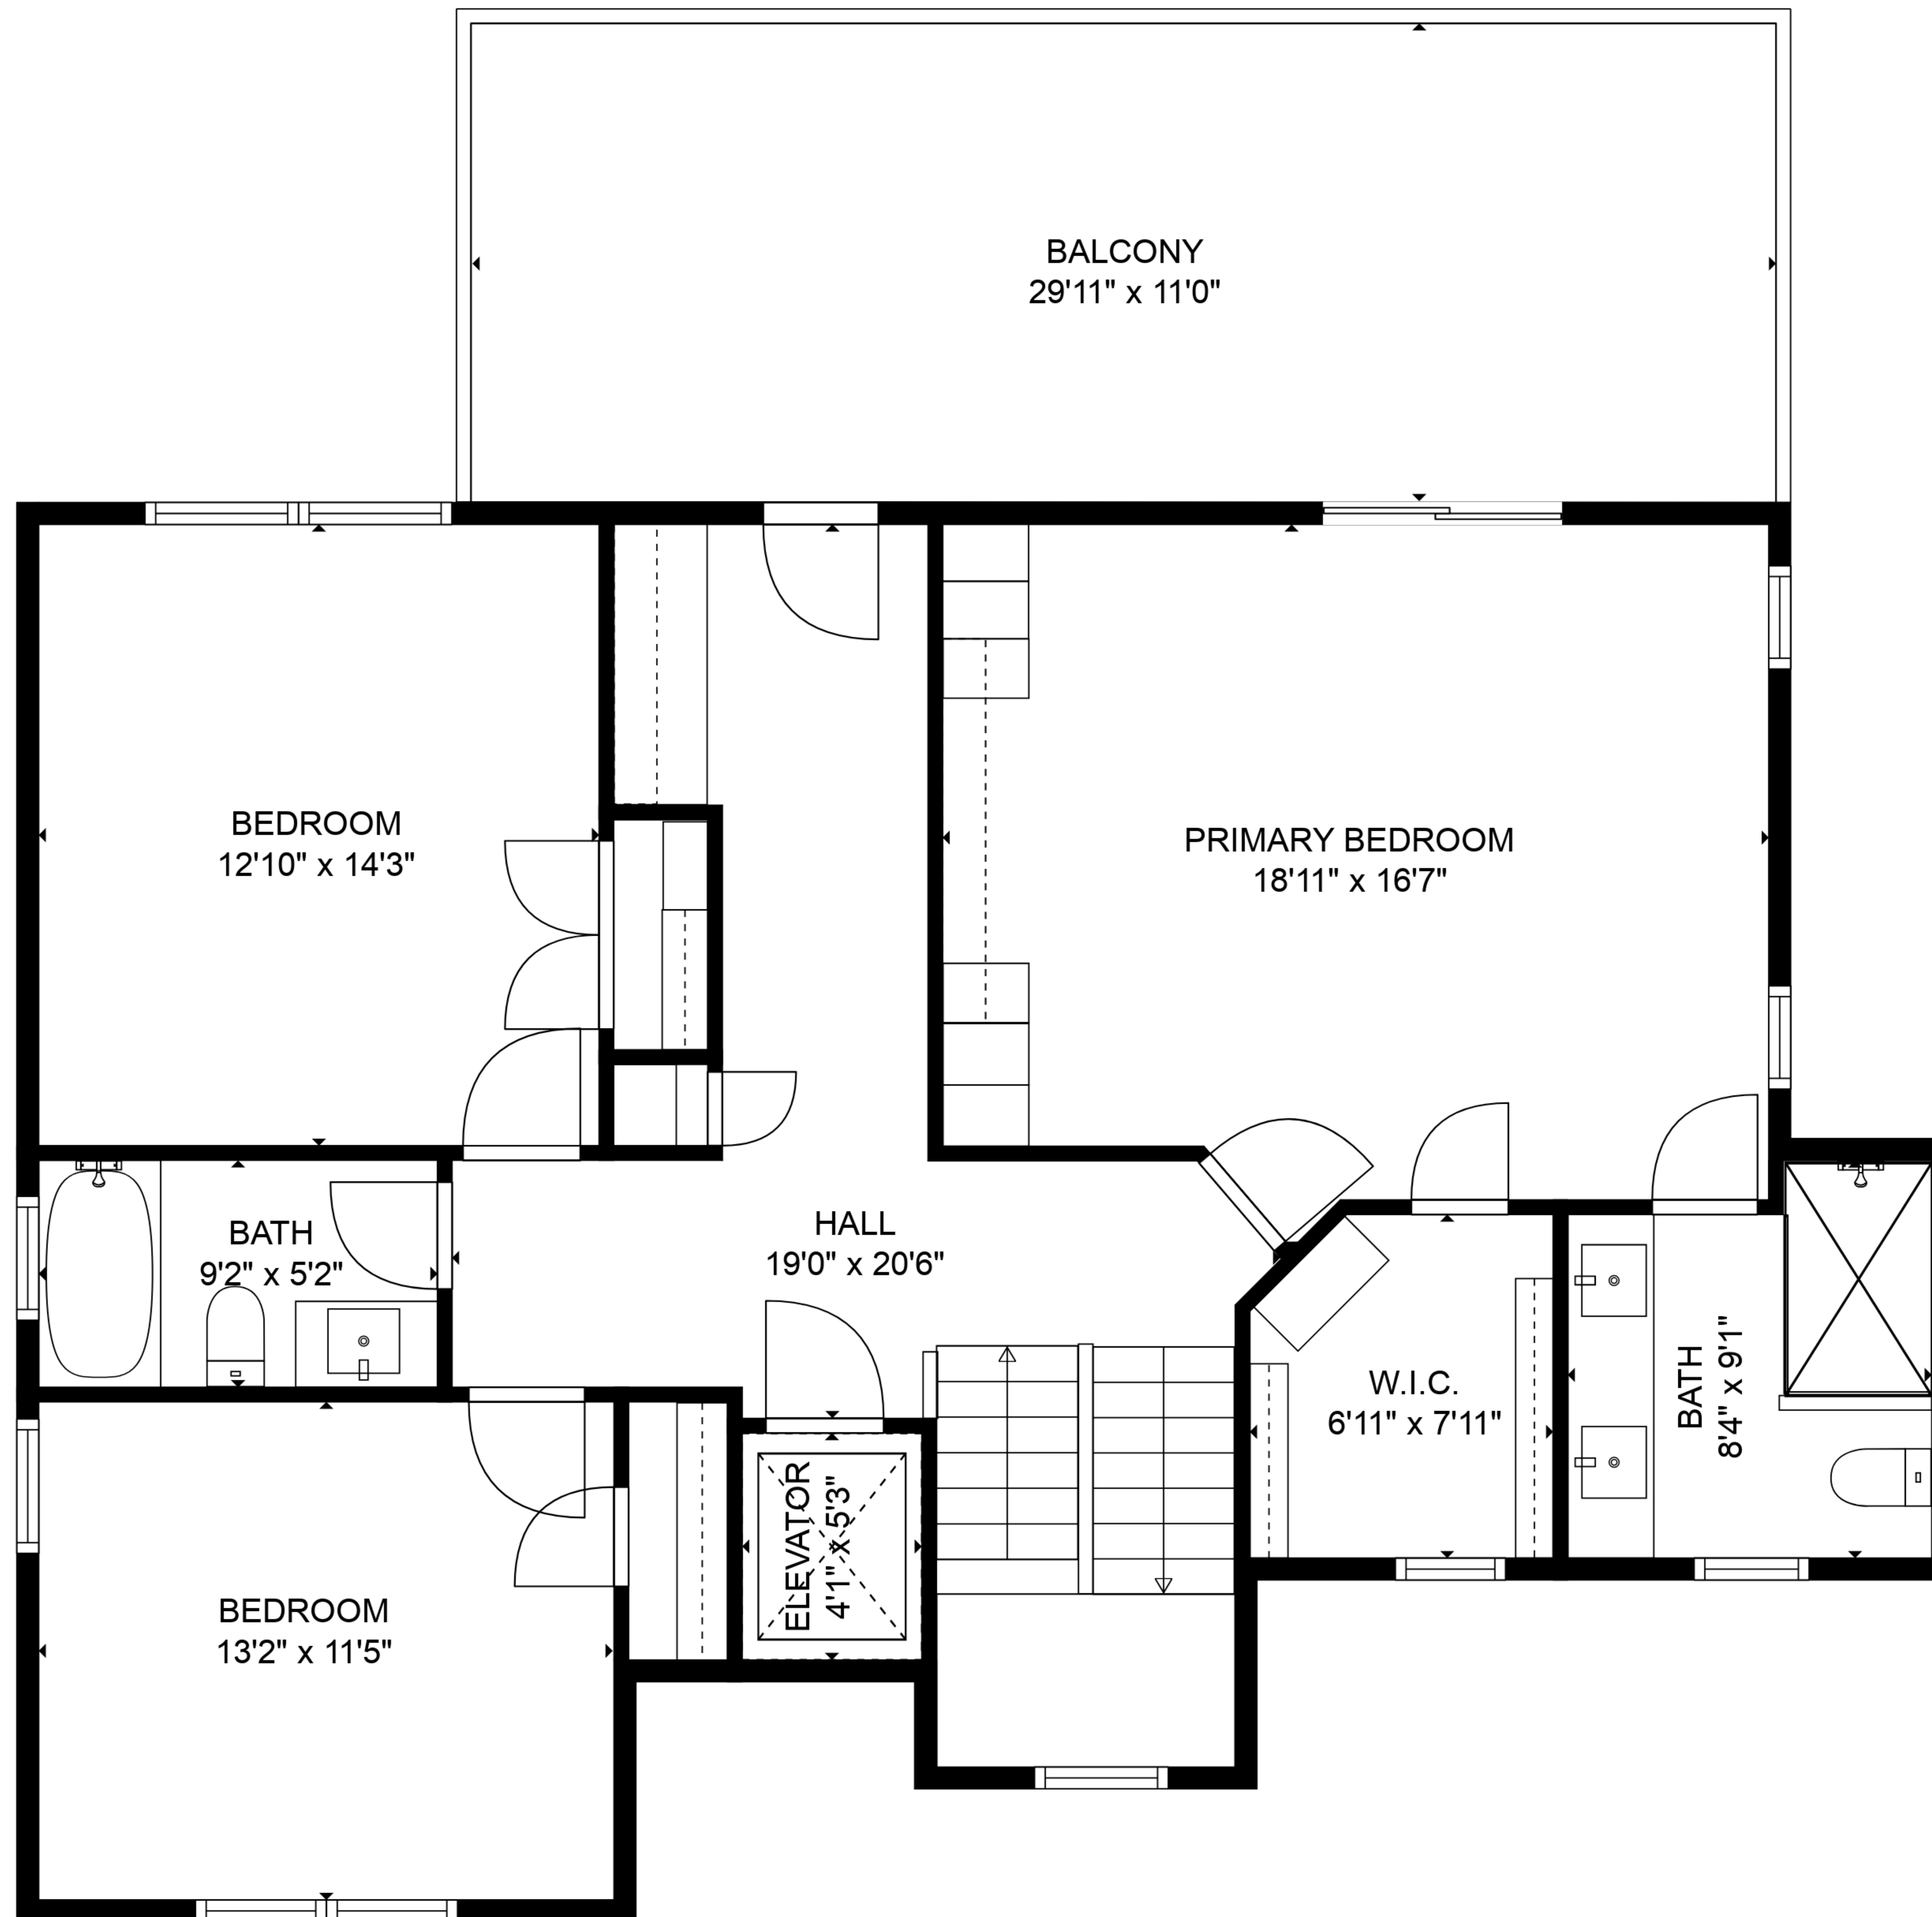 BALCONY
29'11" x 11'0"
BEDROOM
12'10" x 14'3"
PRIMARY BEDROOM
18'11" x 16'7"
BATH
9'2" x 5'2"
HALL
19'0" x 20'6"
W.I.C.
6'11" x 7'11"
BATH
8'4" x 9'1"
ELEVATOR
4'1" x 5'3"
BEDROOM
13'2" x 11'5"